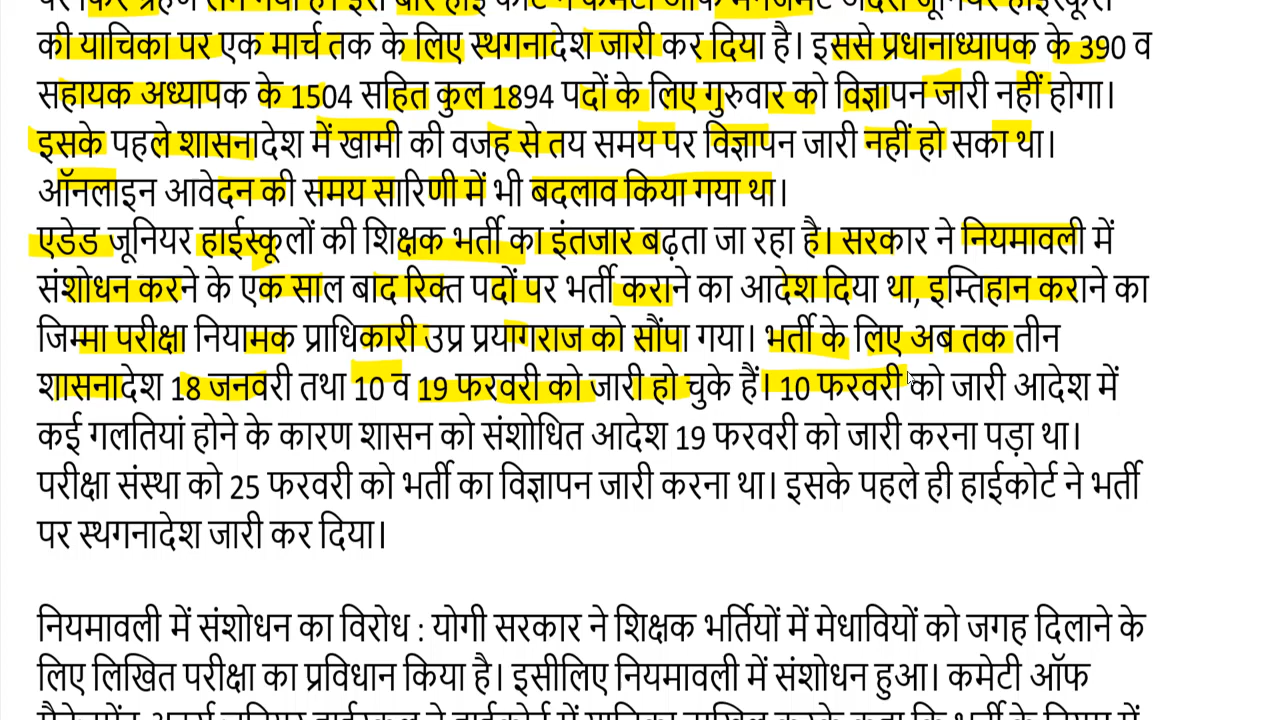 की याचिका पर एक मार्च तक के लिए स्थगनादेश जारी कर दिया है। इससे प्रधानाध्यापक के 390 व
सहायक अध्यापक के 1504 सहित कुल 1894 पदों के लिए गुरुवार को विज्ञापन जारी नहीं होगा।
इसके पहले शासनादेश में खामी की वजह से तय समय पर विज्ञापन जारी नहीं हो सका था।
ऑनलाइन आवेदन की समय सारिणी में भी बदलाव किया गया था।
एडेड जूनियर हाईस्कूलों की शिक्षक भर्ती का इंतजार बढ़ता जा रहा है। सरकार ने नियमावली में
संशोधन करने के एक साल बाद रिक्त पदों पर भर्ती कराने का आदेश दिया था, इम्तिहान कराने का
जिम्मा परीक्षा नियामक प्राधिकारी उप्र प्रयागराज को सौंपा गया। भर्ती के लिए अब तक तीन
शासनादेश 18 जनवरी तथा 10 व 19 फरवरी को जारी हो चुके हैं। 10 फरवरी को जारी आदेश में
कई गलतियां होने के कारण शासन को संशोधित आदेश 19 फरवरी को जारी करना पड़ा था।
परीक्षा संस्था को 25 फरवरी को भर्ती का विज्ञापन जारी करना था। इसके पहले ही हाईकोर्ट ने भर्ती
पर स्थगनादेश जारी कर दिया।
नियमावली में संशोधन का विरोध : योगी सरकार ने शिक्षक भर्तियों में मेधावियों को जगह दिलाने के
लिए लिखित परीक्षा का प्रविधान किया है। इसीलिए नियमावली में संशोधन हुआ। कमेटी ऑफ